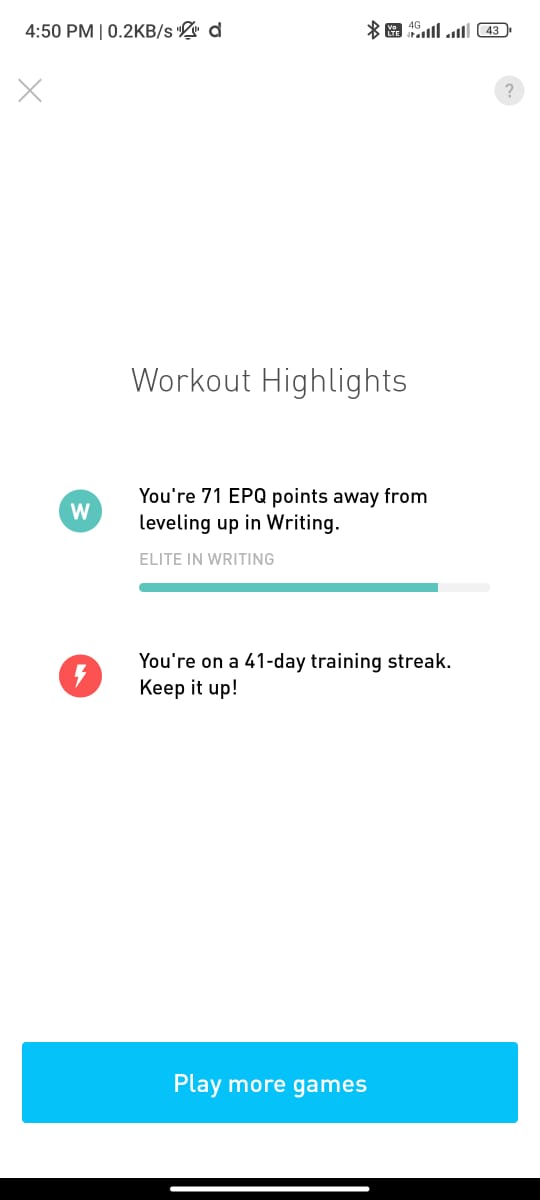 4:50 PM | 0.2KB/s d Vo LTE 4G 43
?
Workout Highlights
W
You're 71 EPQ points away from
leveling up in Writing.
ELITE IN WRITING
You're on a 41-day training streak.
Keep it up!
Play more games